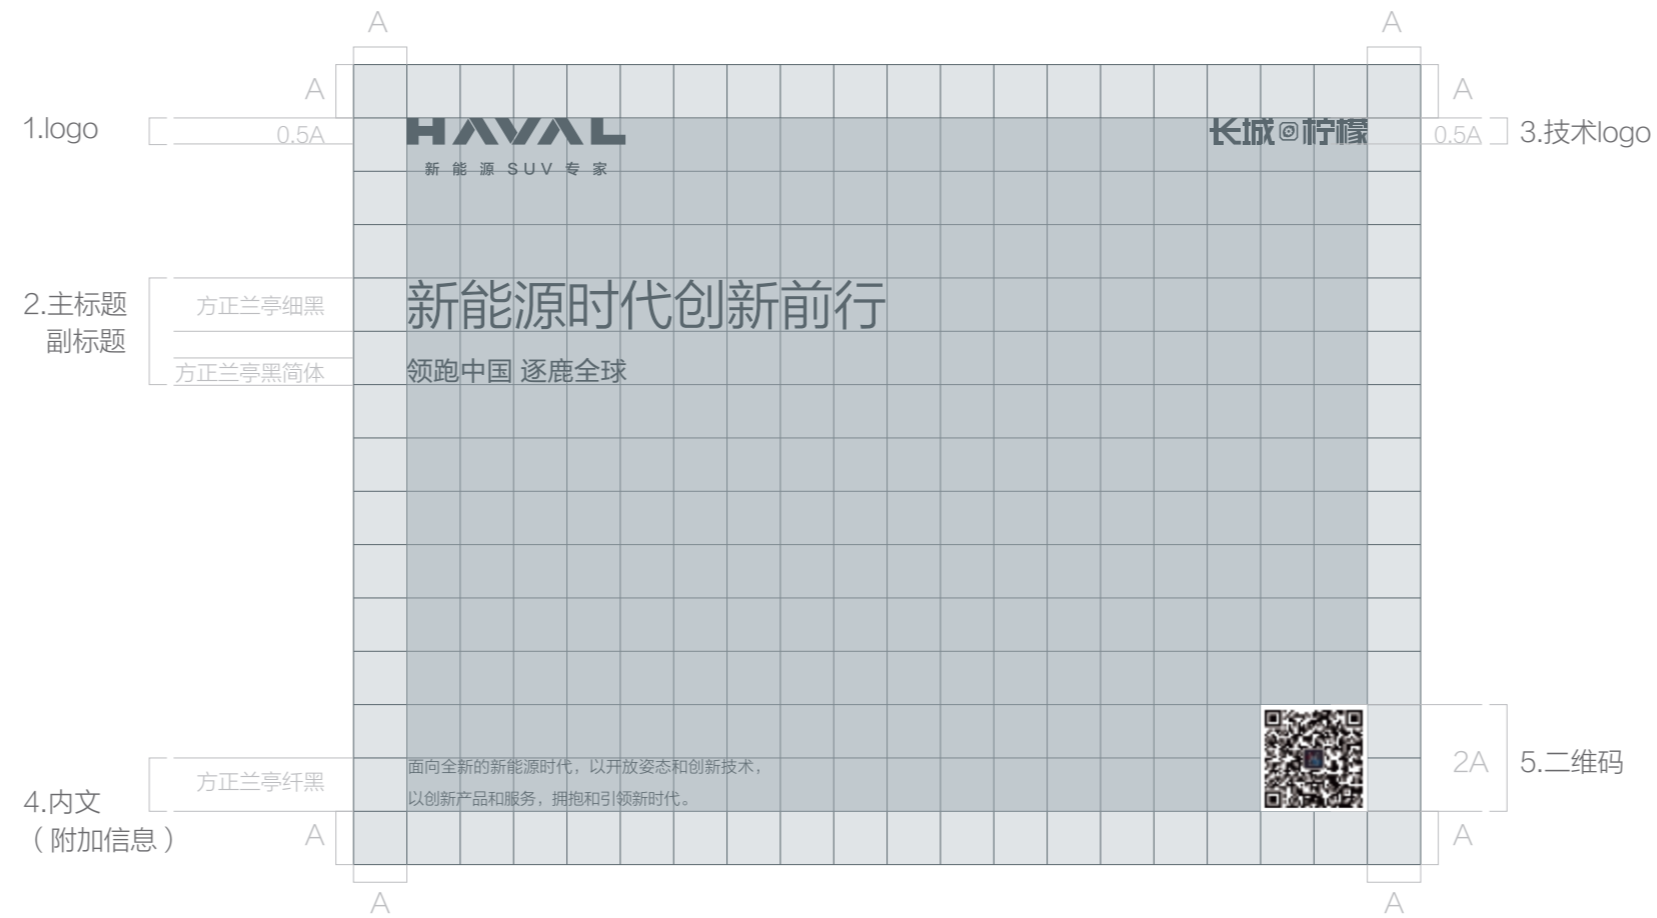 A
A
A
A
1.logo
0.5A
HAVAL
长城 柠檬
0.5A
3.技术logo
新能源SUV专家
2.主标题
副标题
方正兰亭细黑
新能源时代创新前行
方正兰亭黑简体
领跑中国 逐鹿全球
4.内文
（附加信息）
方正兰亭纤黑
面向全新的新能源时代，以开放姿态和创新技术，
以创新产品和服务，拥抱和引领新时代。
2A
5.二维码
A
A
A
A